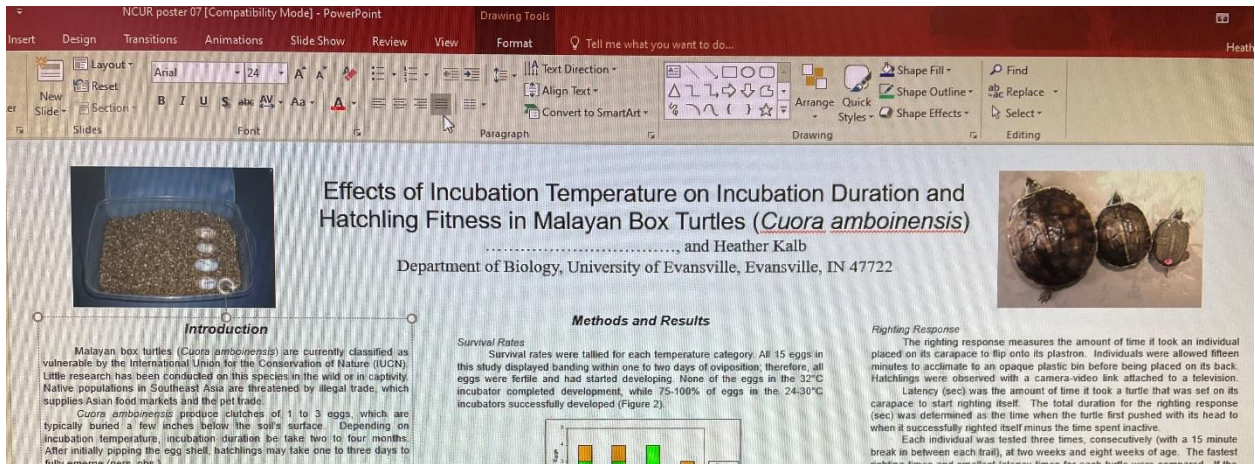 NCUR poster 07 [Compatibility Mode] - PowerPoint
Drawing Tools
Insert Design Transitions Animations Slide Show Review View Format Tell me what you want to do...
Heath
New Slide
Layout
Reset
Section
Slides
Arial 24
B I U S abc AV Aa A
Font
Text Direction
Align Text
Convert to SmartArt
Paragraph
Arrange Quick Styles
Shape Fill
Shape Outline
Shape Effects
Drawing
Find
Replace
Select
Editing
Effects of Incubation Temperature on Incubation Duration and
Hatchling Fitness in Malayan Box Turtles (Cuora amboinensis)
................................, and Heather Kalb
Department of Biology, University of Evansville, Evansville, IN 47722
Introduction
Malayan box turtles (Cuora amboinensis) are currently classified as
vulnerable by the International Union for the Conservation of Nature (IUCN).
Little research has been conducted on this species in the wild or in captivity.
Native populations in Southeast Asia are threatened by illegal trade, which
supplies Asian food markets and the pet trade.
Cuora amboinensis produce clutches of 1 to 3 eggs, which are
typically buried a few inches below the soil's surface. Depending on
incubation temperature, incubation duration be take two to four months.
After initially pipping the egg shell, hatchlings may take one to three days to
fully emerge (pers. obs.)
Methods and Results
Survival Rates
Survival rates were tallied for each temperature category. All 15 eggs in
this study displayed banding within one to two days of oviposition; therefore, all
eggs were fertile and had started developing. None of the eggs in the 32°C
incubator completed development, while 75-100% of eggs in the 24-30°C
incubators successfully developed (Figure 2).
Righting Response
The righting response measures the amount of time it took an individual
placed on its carapace to flip onto its plastron. Individuals were allowed fifteen
minutes to acclimate to an opaque plastic bin before being placed on its back.
Hatchlings were observed with a camera-video link attached to a television.
Latency (sec) was the amount of time it took a turtle that was set on its
carapace to start righting itself. The total duration for the righting response
(sec) was determined as the time when the turtle first pushed with its head to
when it successfully righted itself minus the time spent inactive.
Each individual was tested three times, consecutively (with a 15 minute
break in between each trail), at two weeks and eight weeks of age. The fastest